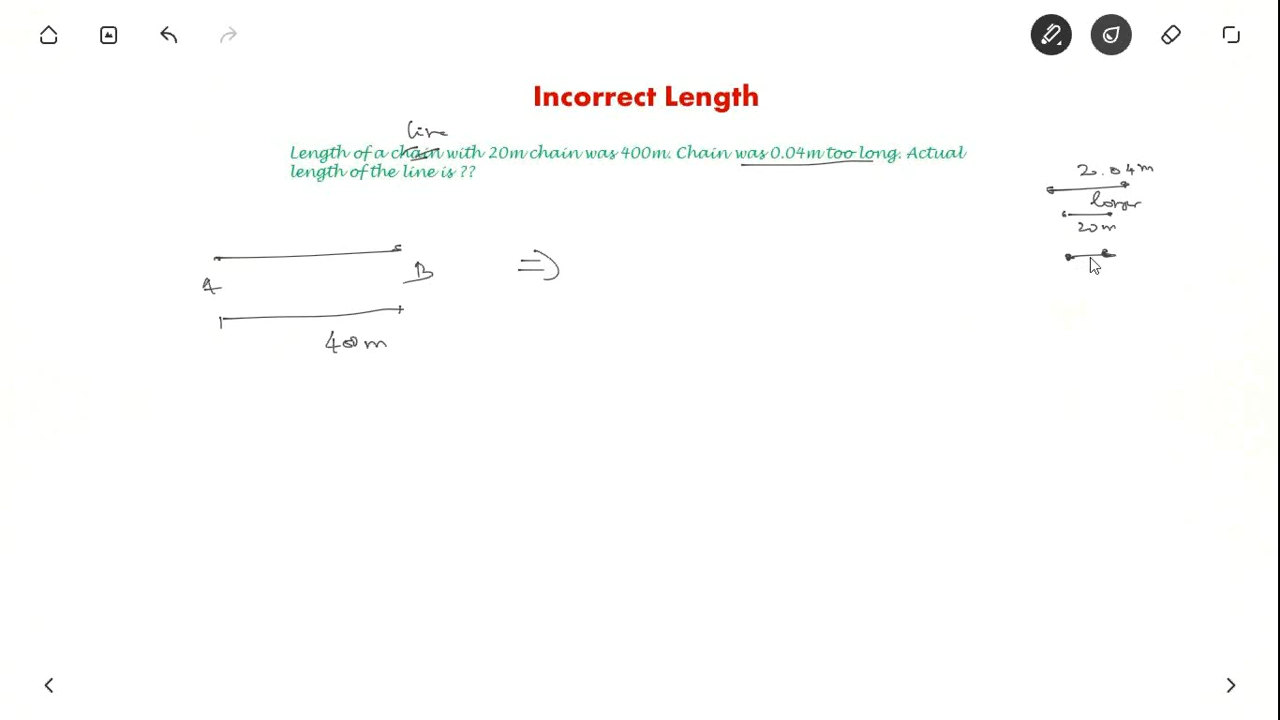 Incorrect Length
line
Length of a chain with 20m chain was 400m. Chain was 0.04m too long. Actual
length of the line is ??
2.04m
longer
20m
A
B
400m